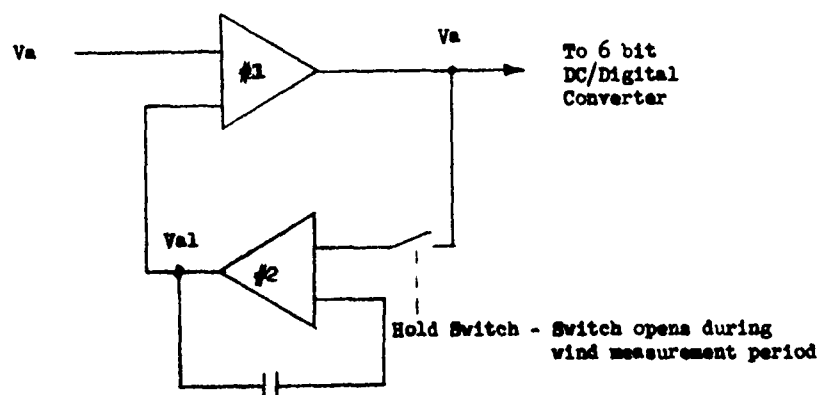 Va
#1
Va
To 6 bit
DC/Digital
Converter
Va1
#2
Hold Switch - Switch opens during
wind measurement period